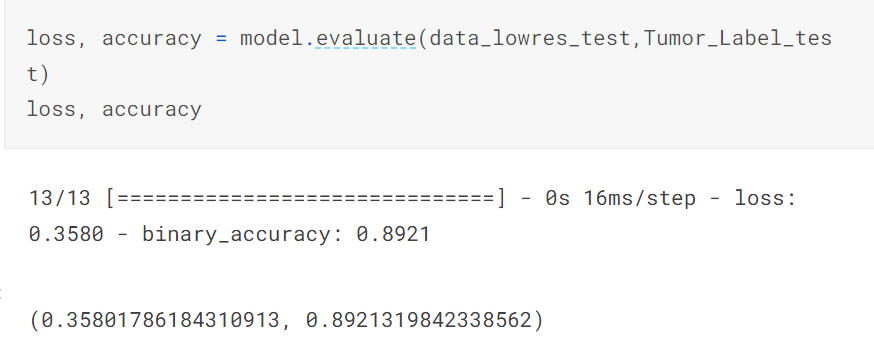 loss, accuracy = model.evaluate(data_lowres_test,Tumor_Label_tes
t)
loss, accuracy
13/13 [==============================] - 0s 16ms/step - loss:
0.3580 - binary_accuracy: 0.8921
(0.35801786184310913, 0.8921319842338562)